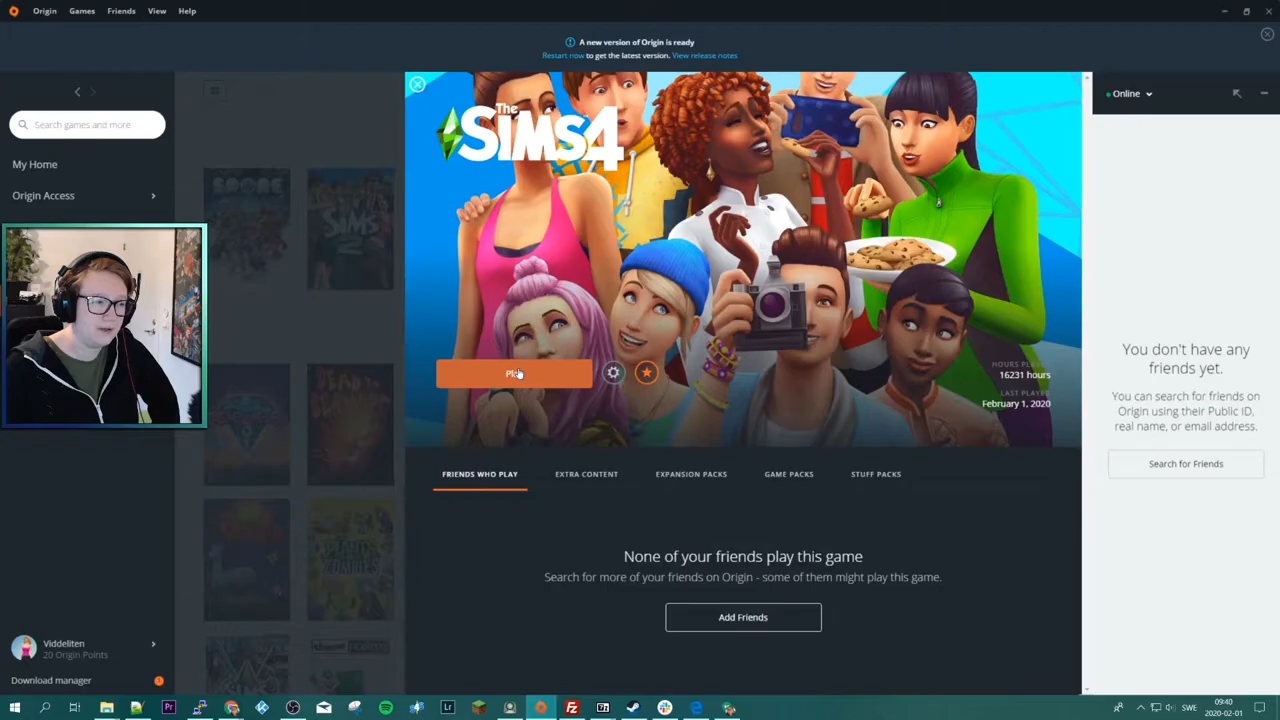 Origin Games Friends View Help
A new version of Origin is ready
Restart now to get the latest version. View release notes
Search games and more
My Home
Origin Access
The
SIMS4
Play
HOURS PLAYED
16231 hours
LAST PLAYED
February 1, 2020
FRIENDS WHO PLAY EXTRA CONTENT EXPANSION PACKS GAME PACKS STUFF PACKS
None of your friends play this game
Search for more of your friends on Origin - some of them might play this game.
Add Friends
Online
You don't have any
friends yet.
You can search for friends on
Origin using their Public ID,
real name, or email address.
Search for Friends
Viddeliten
20 Origin Points
Download manager
1
SWE
09:40
2020-02-01